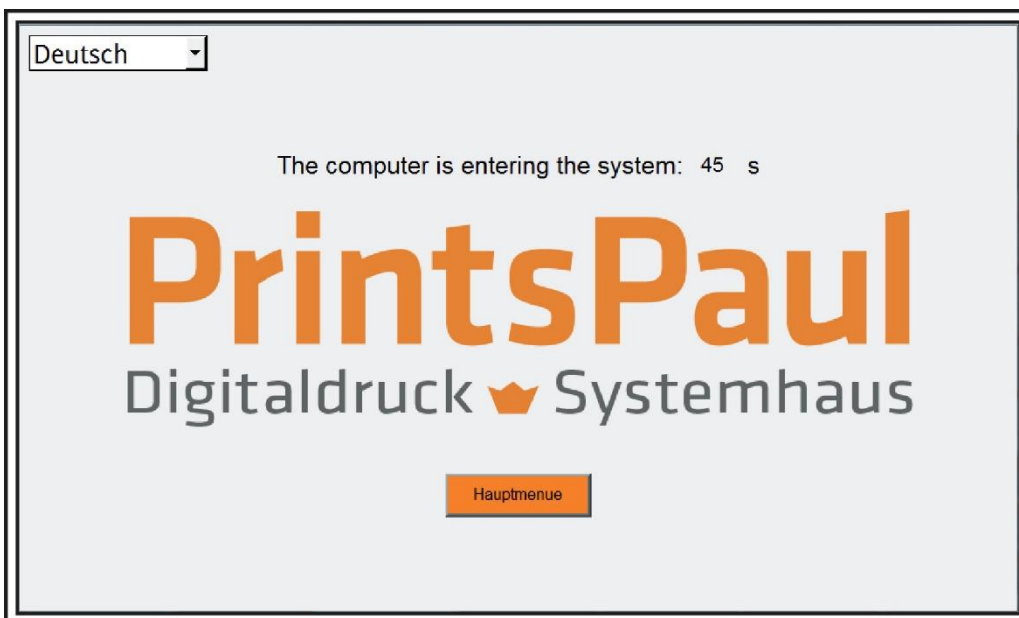 Deutsch
The computer is entering the system: 45 s
PrintsPaul
Digitaldruck Systemhaus
Hauptmenue